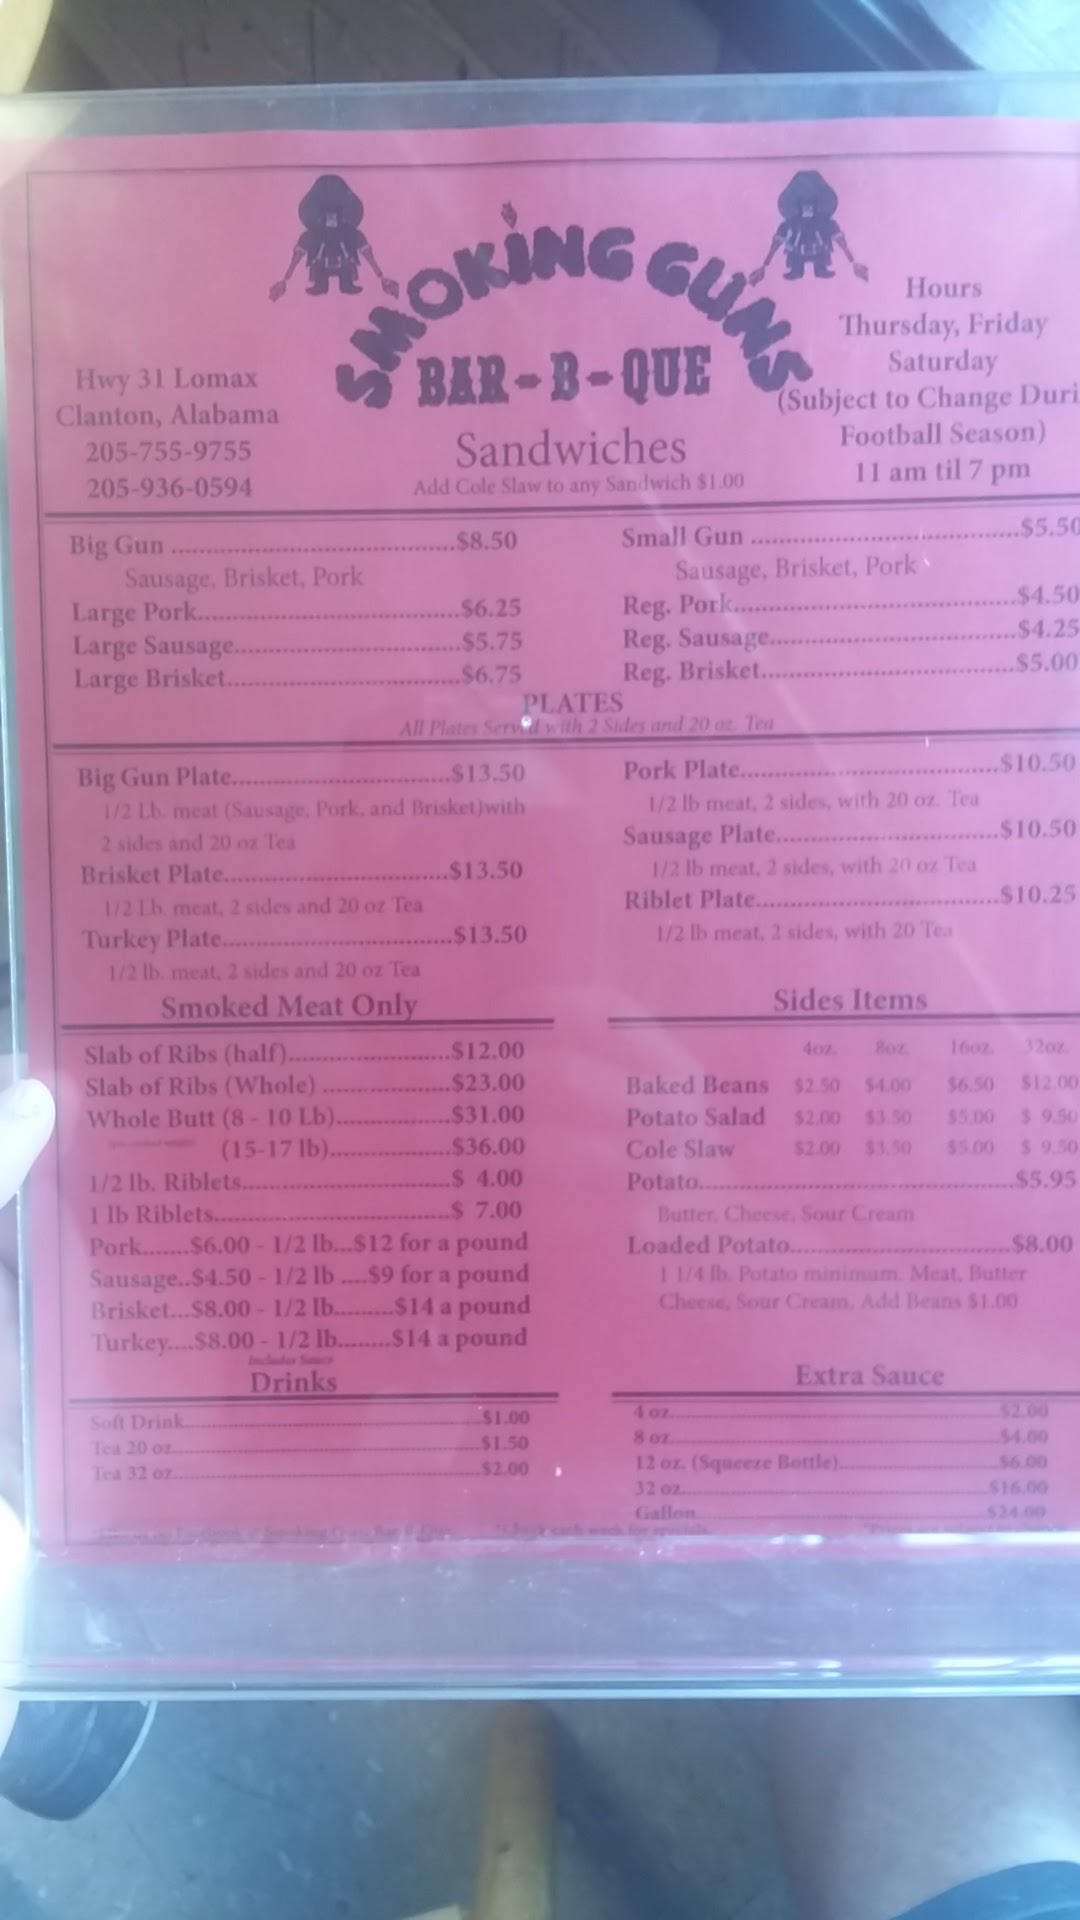 SMOKING GUNS
BAR-B-QUE
Hwy 31 Lomax
Clanton, Alabama
205-755-9755
205-936-0594
Hours
Thursday, Friday
Saturday
(Subject to Change Duri
Football Season)
11 am til 7 pm
Sandwiches
Add Cole Slaw to any Sandwich $1.00
Big Gun ........ $8.50
Sausage, Brisket, Pork
Large Pork........ $6.25
Large Sausage........ $5.75
Large Brisket........ $6.75
Small Gun ........ $5.50
Sausage, Brisket, Pork
Reg. Pork........ $4.50
Reg. Sausage........ $4.25
Reg. Brisket........ $5.00
PLATES
All Plates Served with 2 Sides and 20 oz. Tea
Big Gun Plate........ $13.50
1/2 Lb. meat (Sausage, Pork, and Brisket)with
2 sides and 20 oz Tea
Brisket Plate........ $13.50
1/2 Lb. meat, 2 sides and 20 oz Tea
Turkey Plate........ $13.50
1/2 lb. meat, 2 sides and 20 oz Tea
Pork Plate........ $10.50
1/2 lb meat, 2 sides, with 20 oz. Tea
Sausage Plate........ $10.50
1/2 lb meat, 2 sides, with 20 oz Tea
Riblet Plate........ $10.25
1/2 lb meat, 2 sides, with 20 Tea
Smoked Meat Only
Slab of Ribs (half)........ $12.00
Slab of Ribs (Whole) ........ $23.00
Whole Butt (8 - 10 Lb)........ $31.00
(15-17 lb)........ $36.00
1/2 lb. Riblets........ $ 4.00
1 lb Riblets........ $ 7.00
Pork.......$6.00 - 1/2 lb...$12 for a pound
Sausage..$4.50 - 1/2 lb ....$9 for a pound
Brisket...$8.00 - 1/2 lb.........$14 a pound
Turkey....$8.00 - 1/2 lb........$14 a pound
Includes Sauce
Sides Items
4oz. 8oz. 16oz. 32oz.
Baked Beans $2.50 $4.00 $6.50 $12.00
Potato Salad $2.00 $3.50 $5.00 $ 9.50
Cole Slaw $2.00 $3.50 $5.00 $ 9.50
Potato........ $5.95
Butter, Cheese, Sour Cream
Loaded Potato........ $8.00
1 1/4 lb. Potato minimum. Meat, Butter
Cheese, Sour Cream, Add Beans $1.00
Drinks
Soft Drink........ $1.00
Tea 20 oz........ $1.50
Tea 32 oz........ $2.00
Extra Sauce
4 oz........ $2.00
8 oz........ $4.00
12 oz. (Squeeze Bottle)........ $6.00
32 oz........ $16.00
Gallon........ $24.00